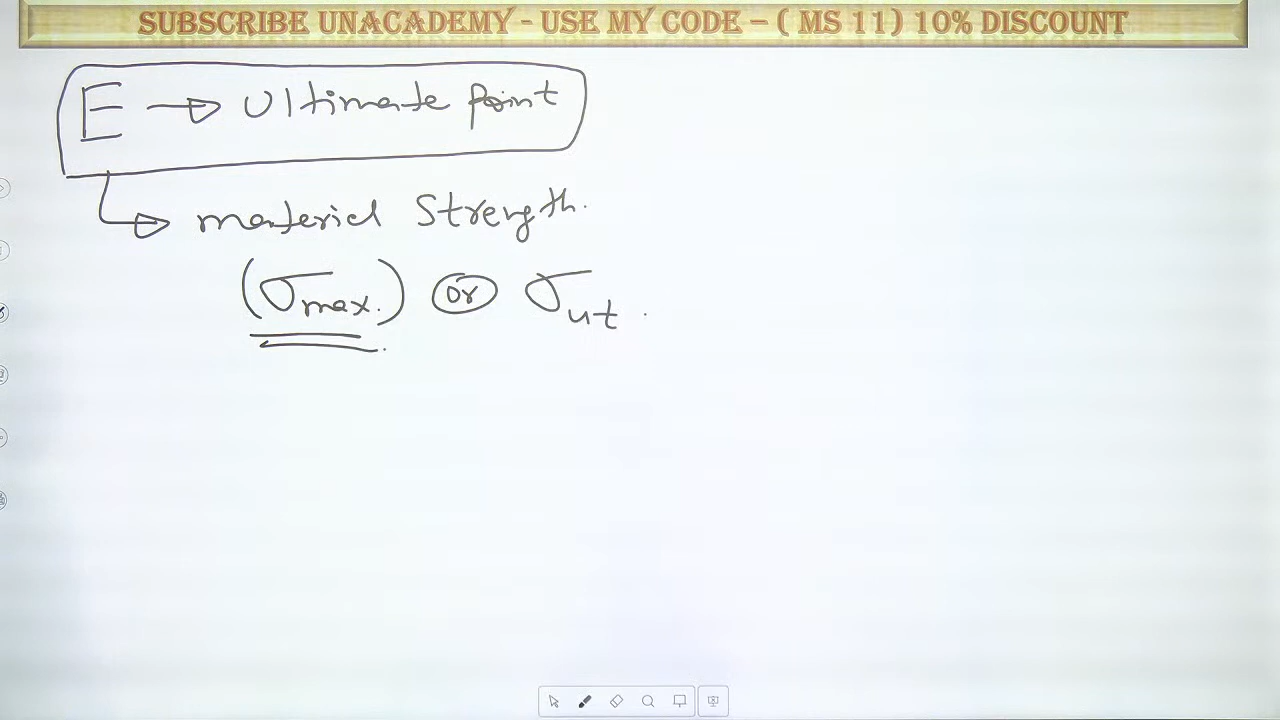 SUBSCRIBE UNACADEMY - USE MY CODE – ( MS 11) 10% DISCOUNT
E → Ultimate point
material Strength.
(σmax.) or σut.